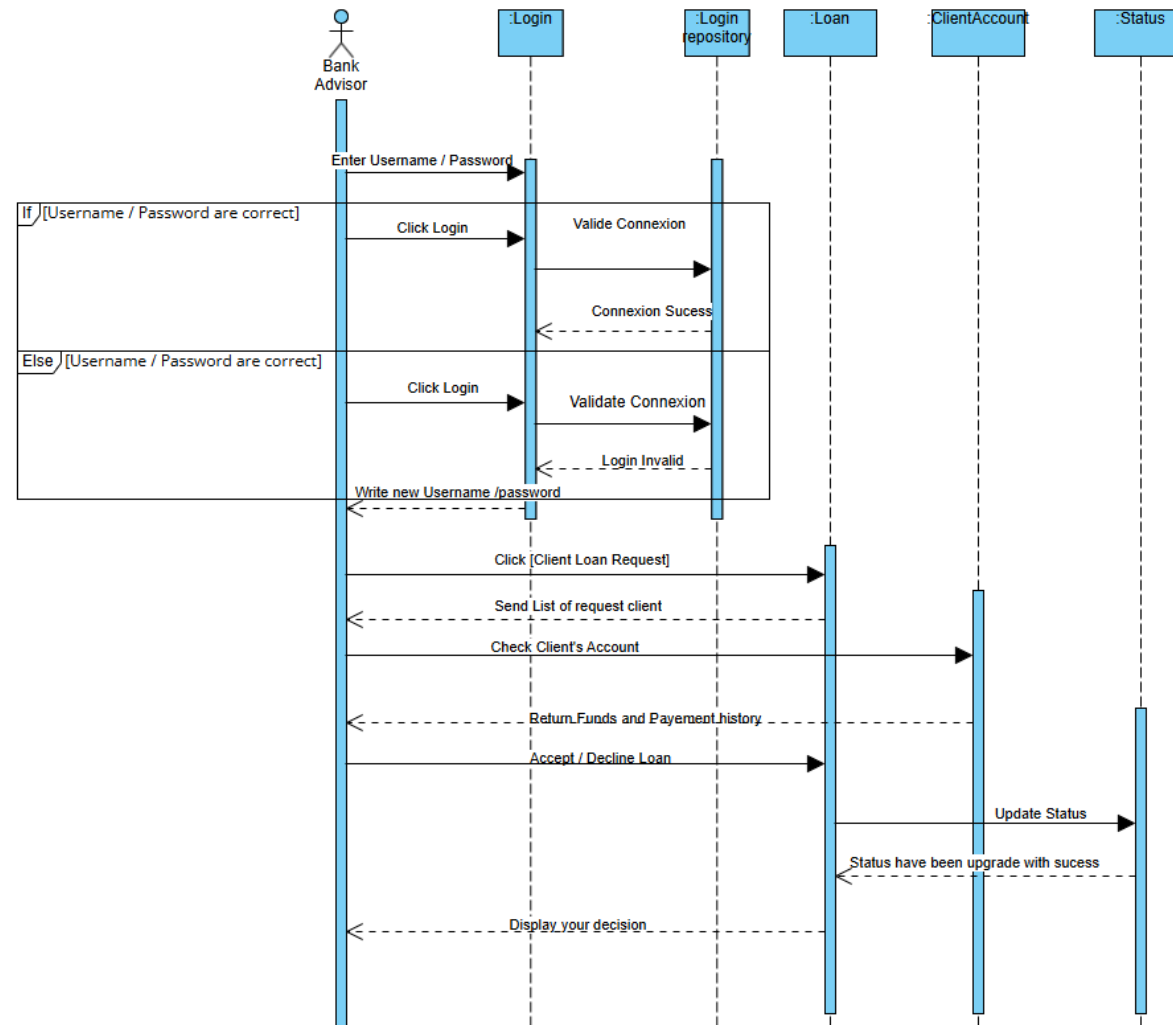 :Login
:Login
repository
:Loan
:ClientAccount
:Status
Bank
Advisor
Enter Username / Password
If [Username / Password are correct]
Click Login
Valide Connexion
Connexion Sucess
Else [Username / Password are correct]
Click Login
Validate Connexion
Login Invalid
Write new Username /password
Click [Client Loan Request]
Send List of request client
Check Client's Account
Return Funds and Payement history
Accept / Decline Loan
Update Status
Status have been upgrade with sucess
Display your decision